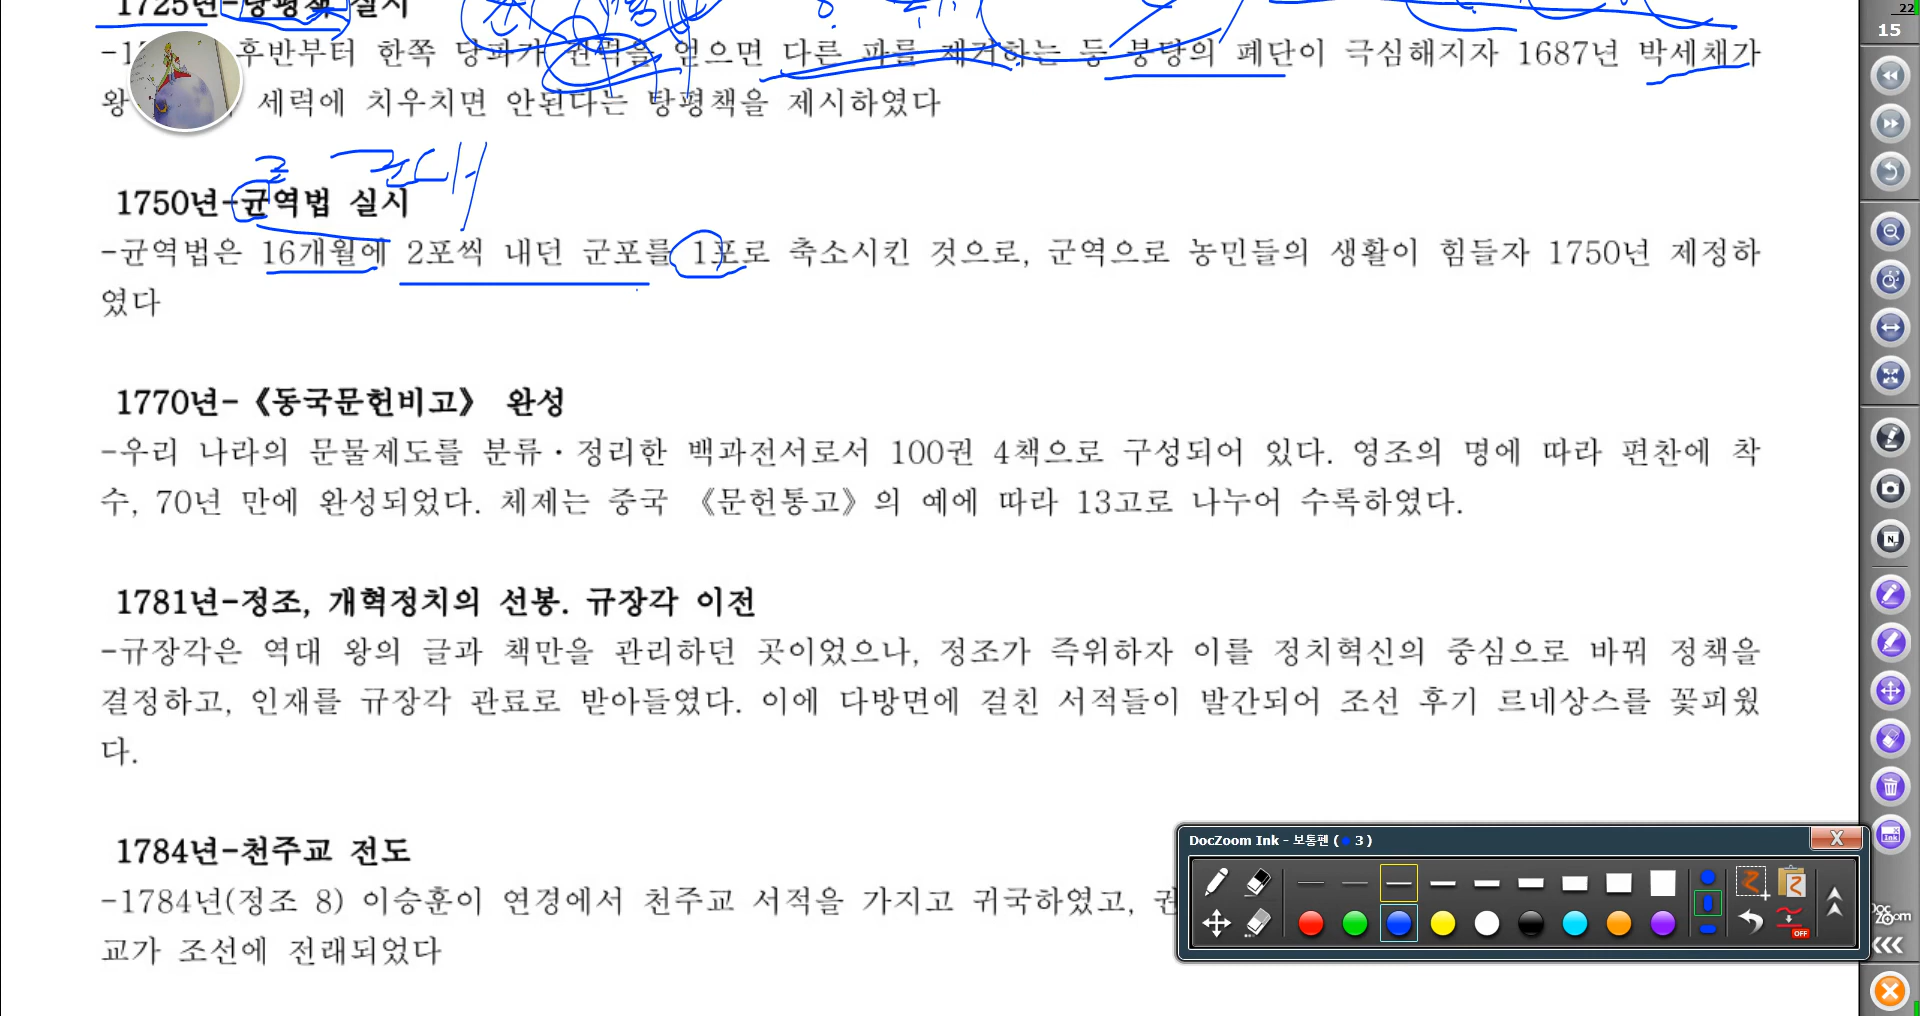 1725년-탕평책 실시
후반부터 한쪽 당파가 권력을 얻으면 다른 파를 제거하는 등 붕당의 폐단이 극심해지자 1687년 박세채가
왕 세력에 치우치면 안된다는 탕평책을 제시하였다
군 군대
1750년-균역법 실시
-균역법은 16개월에 2포씩 내던 군포를 1포로 축소시킨 것으로, 군역으로 농민들의 생활이 힘들자 1750년 제정하
였다
1770년-《동국문헌비고》 완성
-우리 나라의 문물제도를 분류·정리한 백과전서로서 100권 4책으로 구성되어 있다. 영조의 명에 따라 편찬에 착
수, 70년 만에 완성되었다. 체제는 중국 《문헌통고》의 예에 따라 13고로 나누어 수록하였다.
1781년-정조, 개혁정치의 선봉. 규장각 이전
-규장각은 역대 왕의 글과 책만을 관리하던 곳이었으나, 정조가 즉위하자 이를 정치혁신의 중심으로 바꿔 정책을
결정하고, 인재를 규장각 관료로 받아들였다. 이에 다방면에 걸친 서적들이 발간되어 조선 후기 르네상스를 꽃피웠
다.
1784년-천주교 전도
-1784년(정조 8) 이승훈이 연경에서 천주교 서적을 가지고 귀국하였고, 권
교가 조선에 전래되었다
DocZoom Ink - 보통펜 ( 3 )
OFF
22
15
N
Ink
Doc Zoom